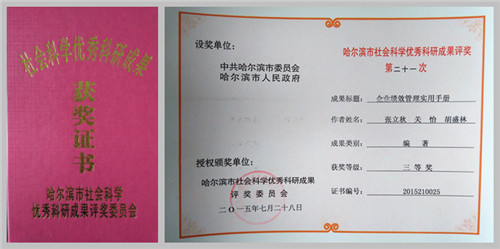 社会科学优秀科研成果
获奖证书
哈尔滨市社会科学
优秀科研成果评奖委员会
设奖单位：
中共哈尔滨市委员会
哈尔滨市人民政府
授权颁奖单位：
哈尔滨市社会科学优秀科研成果
评奖委员会
二〇一五年七月二十八日
哈尔滨市社会科学优秀科研成果评奖
第二十一次
成果标题：企业绩效管理实用手册
作者姓名：张立秋 关怡 胡盛林
成果类别：编著
获奖等级：三等奖
证书编号：2015210025